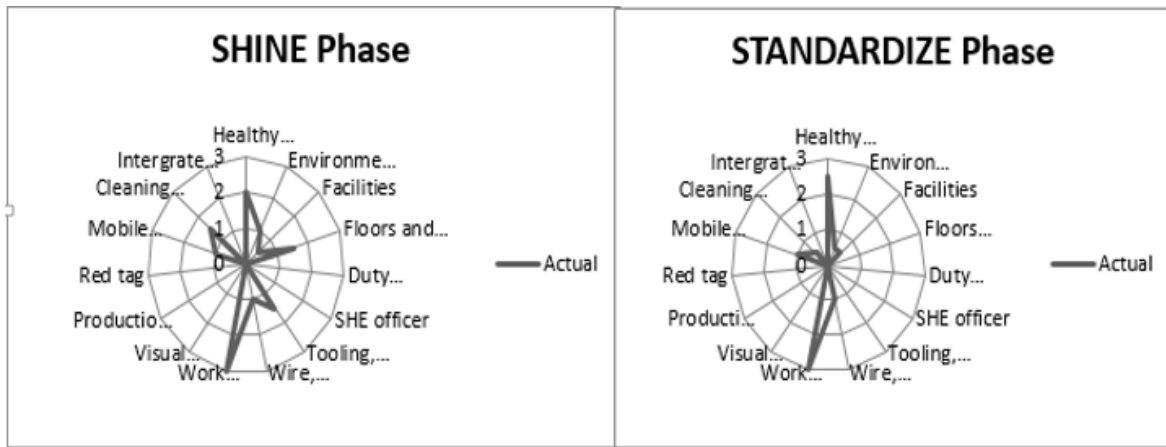 SHINE Phase
Healthy...
3
Intergrate...
Environme...
Cleaning...
2
Facilities
Mobile...
1
Floors and...
0
Red tag
Duty...
Actual
Productio...
SHE officer
Visual...
Tooling,...
Work...
Wire,...
STANDARDIZE Phase
Healthy...
3
Intergrat...
Environ...
Cleaning...
2
Facilities
Mobile...
1
Floors...
0
Red tag
Duty...
Actual
Producti...
SHE officer
Visual...
Tooling,...
Work...
Wire,...